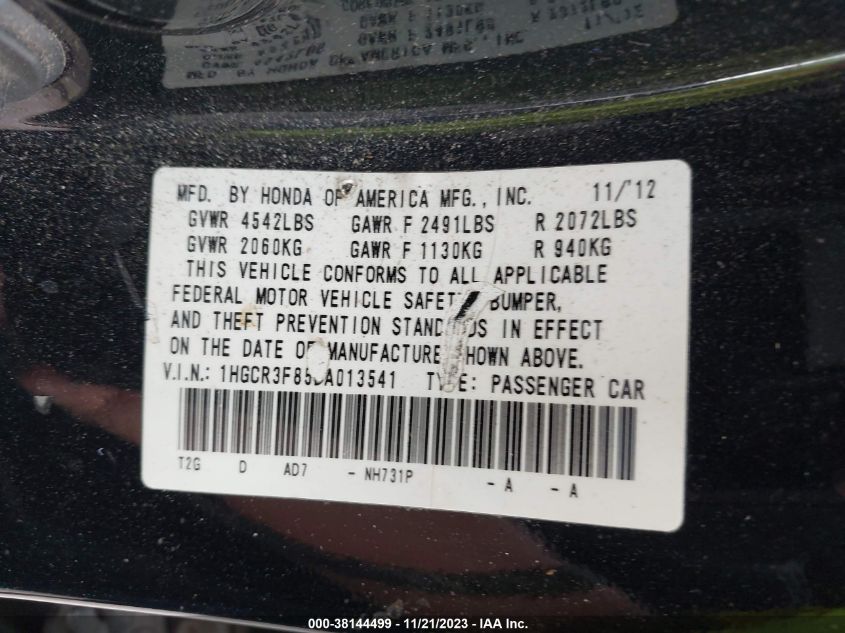 MFD. BY HONDA OF AMERICA MFG., INC. 11/'12
GVWR 4542LBS GAWR F 2491LBS R 2072LBS
GVWR 2060KG GAWR F 1130KG R 940KG
THIS VEHICLE CONFORMS TO ALL APPLICABLE
FEDERAL MOTOR VEHICLE SAFETY BUMPER,
AND THEFT PREVENTION IN EFFECT
ON THE DATE OF MANUFACTURE SHOWN ABOVE.
V.I.N.: TYPE: PASSENGER CAR
T2G D AD7 - NH731P - A - A
000-38144499 - 11/21/2023 - IAA Inc.